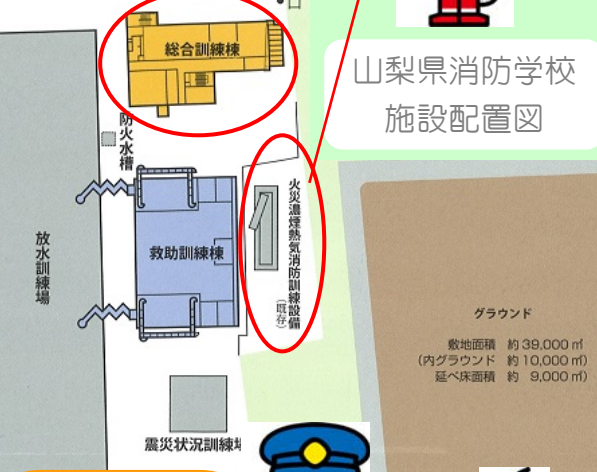 総合訓練棟
山梨県消防学校
施設配置図
防火水槽
火災濃煙熱気消防訓練設備
(既存)
救助訓練棟
放水訓練場
グラウンド
敷地面積 約39,000㎡
(内グラウンド 約10,000㎡)
延べ床面積 約 9,000㎡)
震災状況訓練